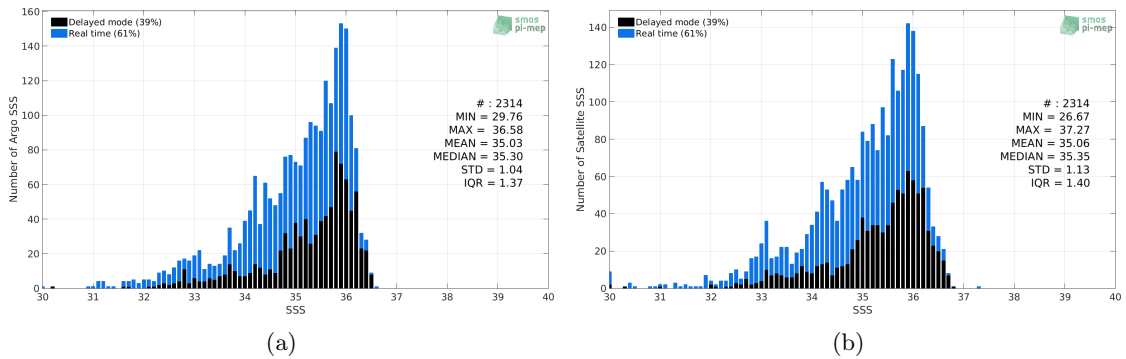 Delayed mode (39%)
Real time (61%)
smos
pi-mep
Number of Argo SSS
160
140
120
100
80
60
40
20
0
# : 2314
MIN = 29.76
MAX = 36.58
MEAN = 35.03
MEDIAN = 35.30
STD = 1.04
IQR = 1.37
30 31 32 33 34 35 36 37 38 39 40
SSS
(a)
Delayed mode (39%)
Real time (61%)
smos
pi-mep
Number of Satellite SSS
140
120
100
80
60
40
20
0
# : 2314
MIN = 26.67
MAX = 37.27
MEAN = 35.06
MEDIAN = 35.35
STD = 1.13
IQR = 1.40
30 31 32 33 34 35 36 37 38 39 40
SSS
(b)